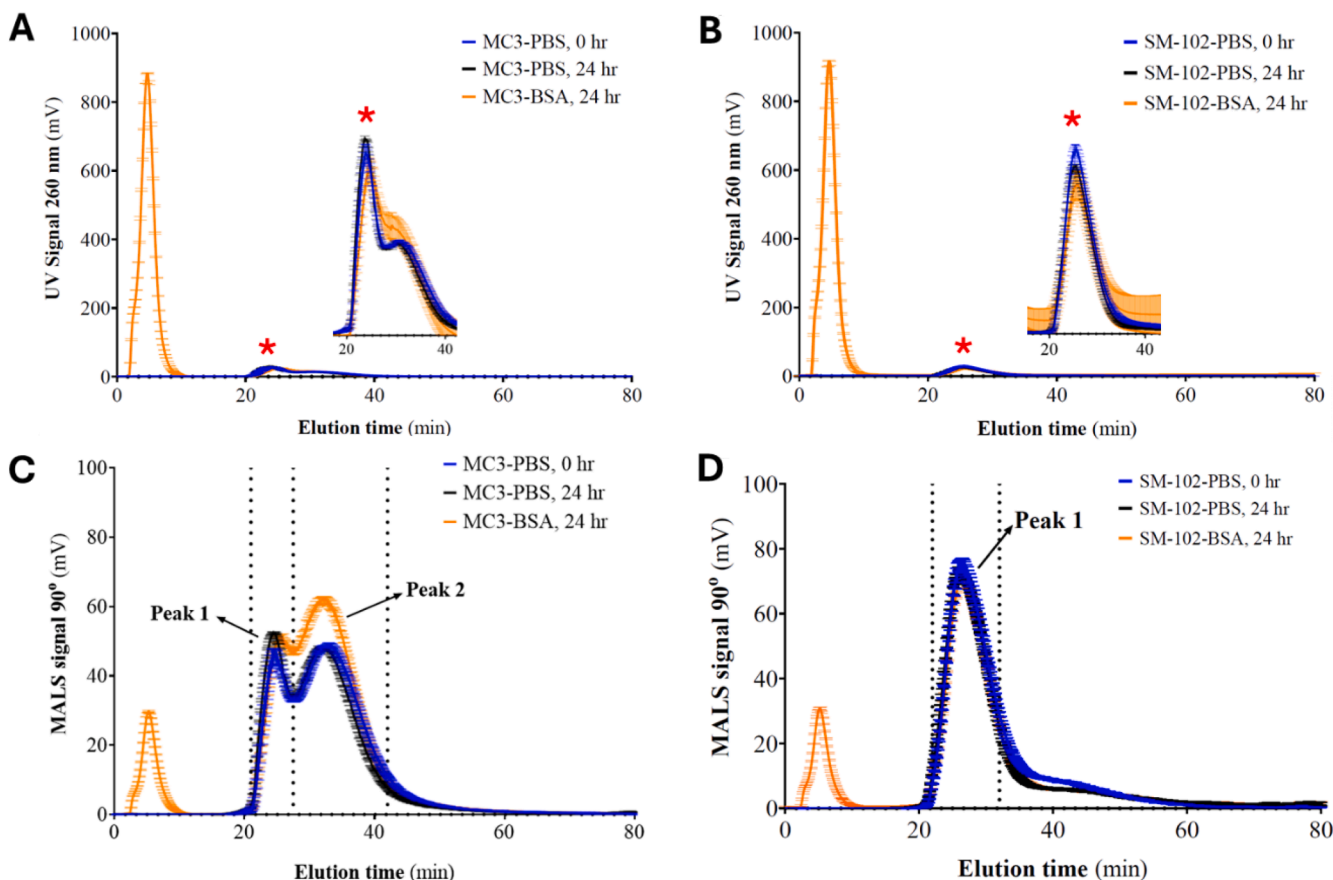 A
UV Signal 260 nm (mV)
1000
800
600
400
200
0
MC3-PBS, 0 hr
MC3-PBS, 24 hr
MC3-BSA, 24 hr
*
*
20 30 40
0 20 40 60 80
Elution time (min)
B
UV Signal 260 nm (mV)
1000
800
600
400
200
0
SM-102-PBS, 0 hr
SM-102-PBS, 24 hr
SM-102-BSA, 24 hr
*
*
20 30 40
0 20 40 60 80
Elution time (min)
C
MALS signal 90° (mV)
100
80
60
40
20
0
MC3-PBS, 0 hr
MC3-PBS, 24 hr
MC3-BSA, 24 hr
Peak 1
Peak 2
0 20 40 60 80
Elution time (min)
D
MALS signal 90° (mV)
100
80
60
40
20
0
SM-102-PBS, 0 hr
SM-102-PBS, 24 hr
SM-102-BSA, 24 hr
Peak 1
0 20 40 60 80
Elution time (min)